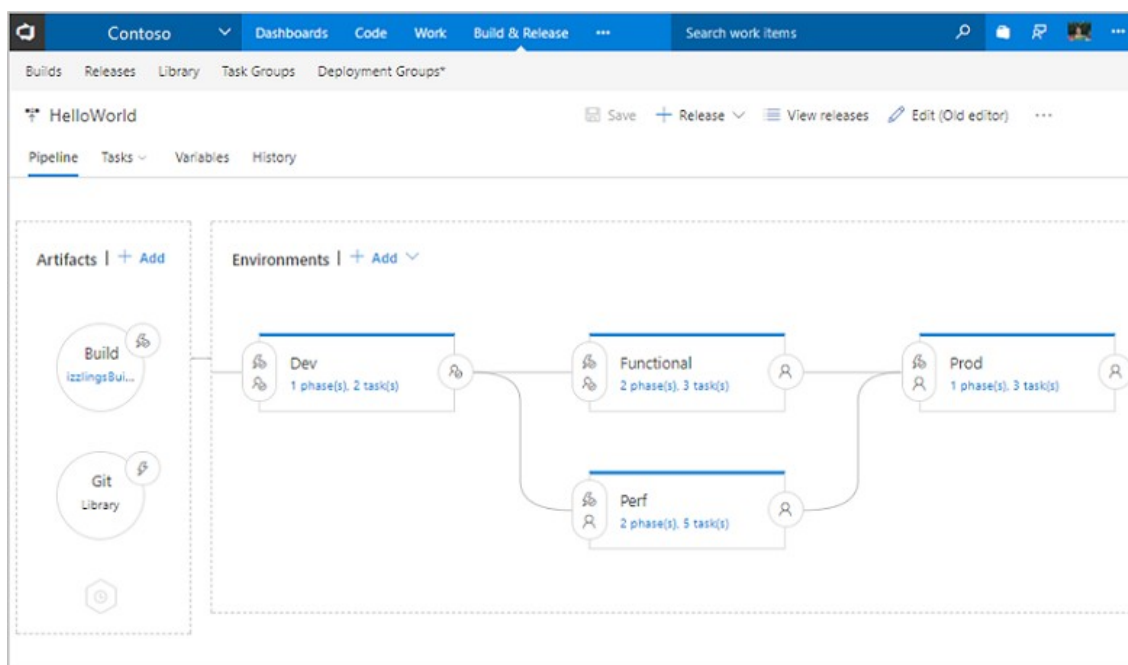 Contoso Dashboards Code Work Build & Release ... Search work items ...
Builds Releases Library Task Groups Deployment Groups*
HelloWorld Save + Release View releases Edit (Old editor) ...
Pipeline Tasks Variables History
Artifacts | + Add
Environments | + Add
Build
izzlingsBui...
Dev
1 phase(s), 2 task(s)
Functional
2 phase(s), 3 task(s)
Prod
1 phase(s), 3 task(s)
Git
Library
Perf
2 phase(s), 5 task(s)